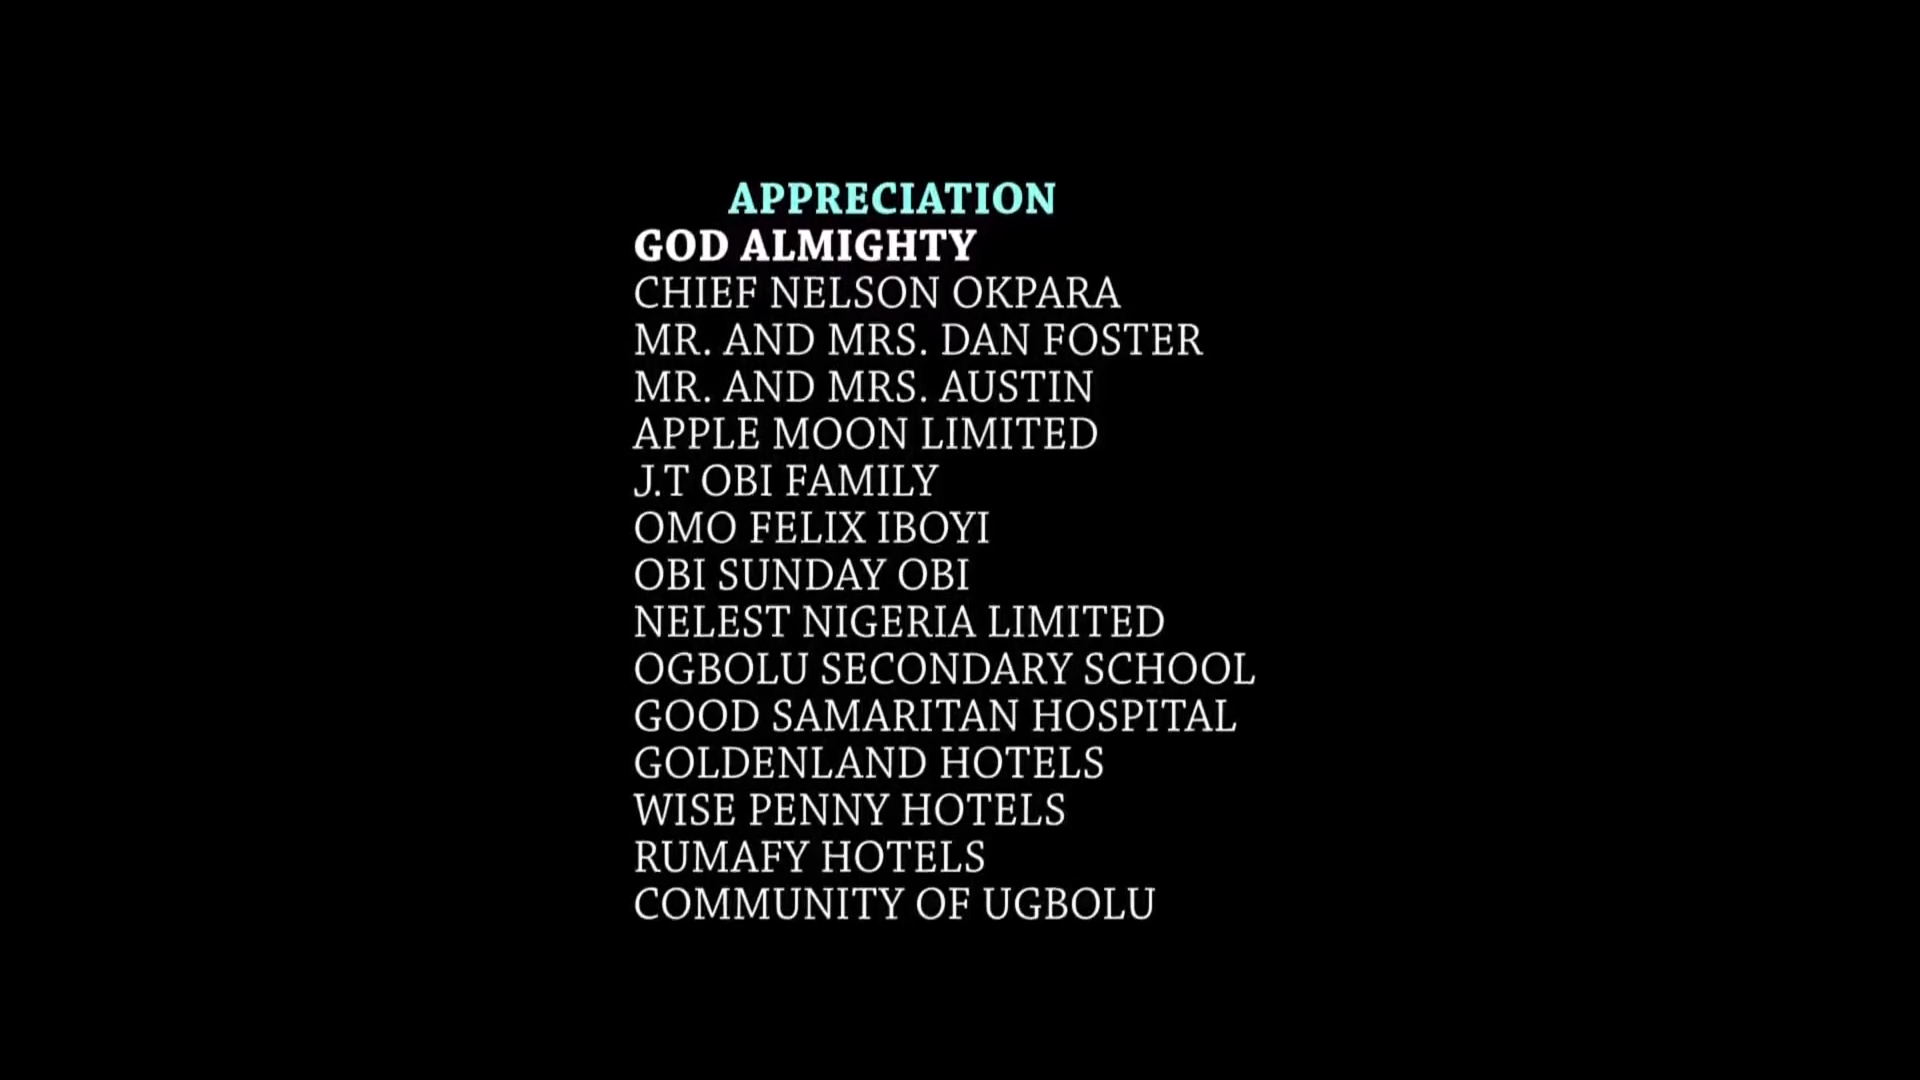 APPRECIATION
GOD ALMIGHTY
CHIEF NELSON OKPARA
MR. AND MRS. DAN FOSTER
MR. AND MRS. AUSTIN
APPLE MOON LIMITED
J.T OBI FAMILY
OMO FELIX IBOYI
OBI SUNDAY OBI
NELEST NIGERIA LIMITED
OGBOLU SECONDARY SCHOOL
GOOD SAMARITAN HOSPITAL
GOLDENLAND HOTELS
WISE PENNY HOTELS
RUMAFY HOTELS
COMMUNITY OF UGBOLU